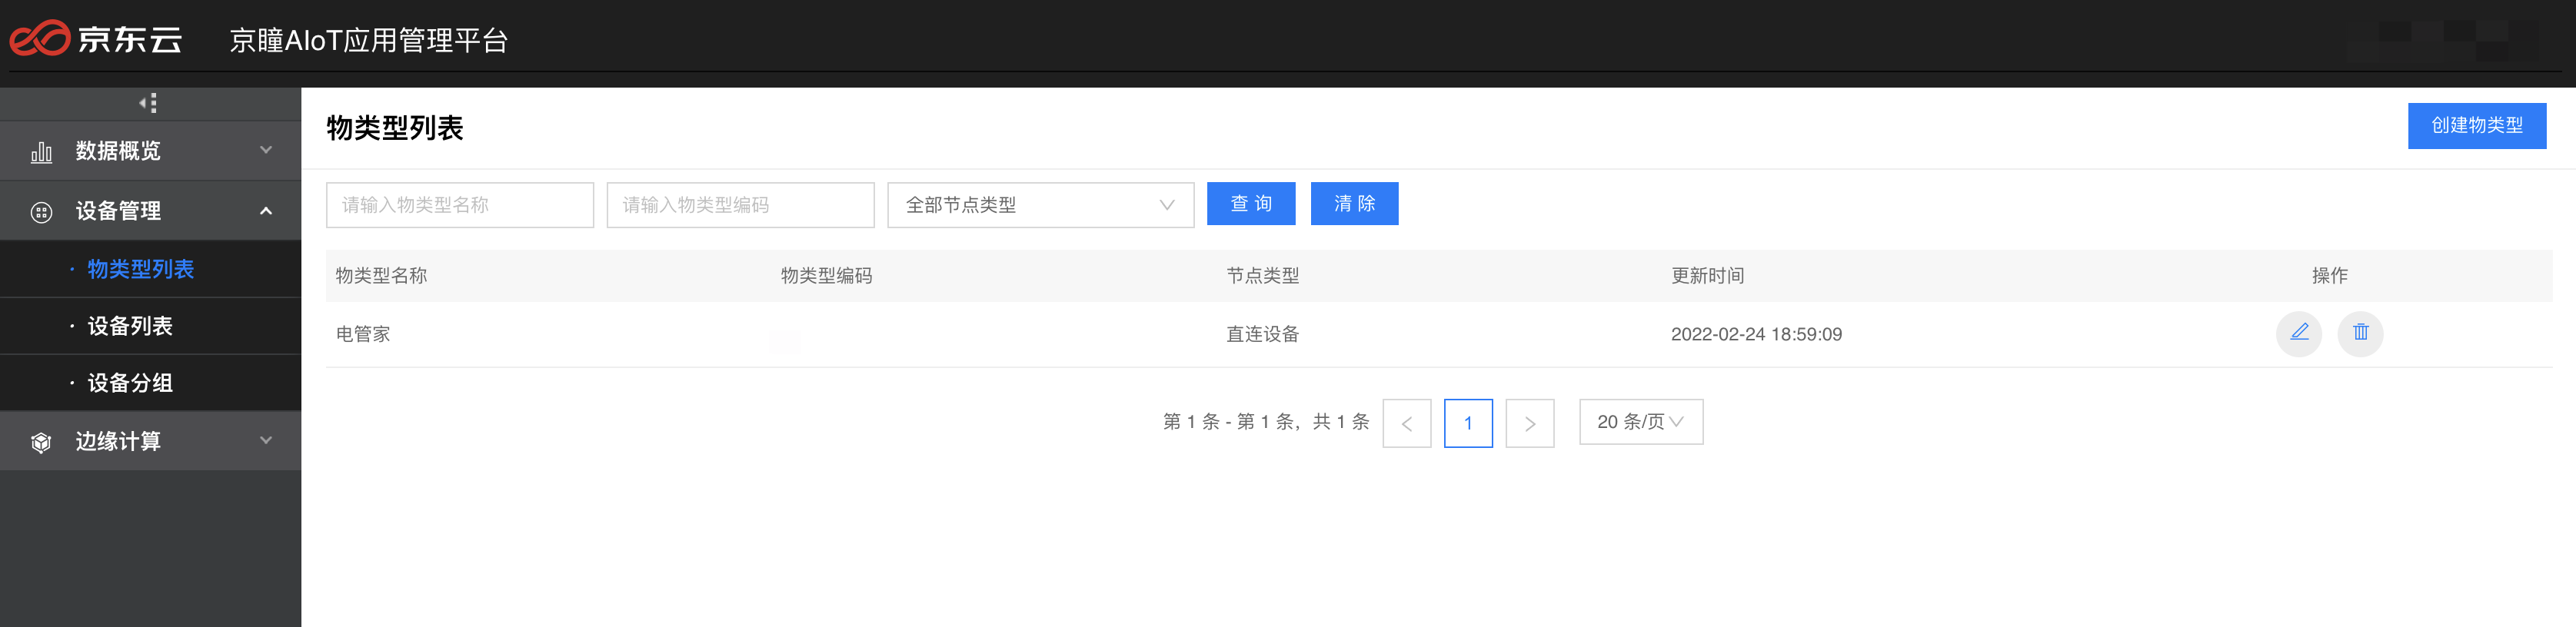 京东云 京瞳AIoT应用管理平台
数据概览
设备管理
· 物类型列表
· 设备列表
· 设备分组
边缘计算
物类型列表 创建物类型
请输入物类型名称 请输入物类型编码 全部节点类型 查 询 清 除
物类型名称 物类型编码 节点类型 更新时间 操作
电管家 直连设备 2022-02-24 18:59:09
第 1 条 - 第 1 条，共 1 条 1 20 条/页